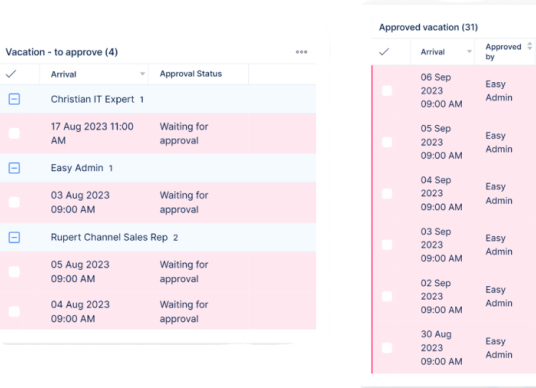 Vacation - to approve (4)
Arrival Approval Status
Christian IT Expert 1
17 Aug 2023 11:00 Waiting for
AM approval
Easy Admin 1
03 Aug 2023 Waiting for
09:00 AM approval
Rupert Channel Sales Rep 2
05 Aug 2023 Waiting for
09:00 AM approval
04 Aug 2023 Waiting for
09:00 AM approval
Approved vacation (31)
Arrival Approved
by
06 Sep
2023 Easy
09:00 AM Admin
05 Sep
2023 Easy
09:00 AM Admin
04 Sep
2023 Easy
09:00 AM Admin
03 Sep
2023 Easy
09:00 AM Admin
02 Sep
2023 Easy
09:00 AM Admin
30 Aug
2023 Easy
09:00 AM Admin